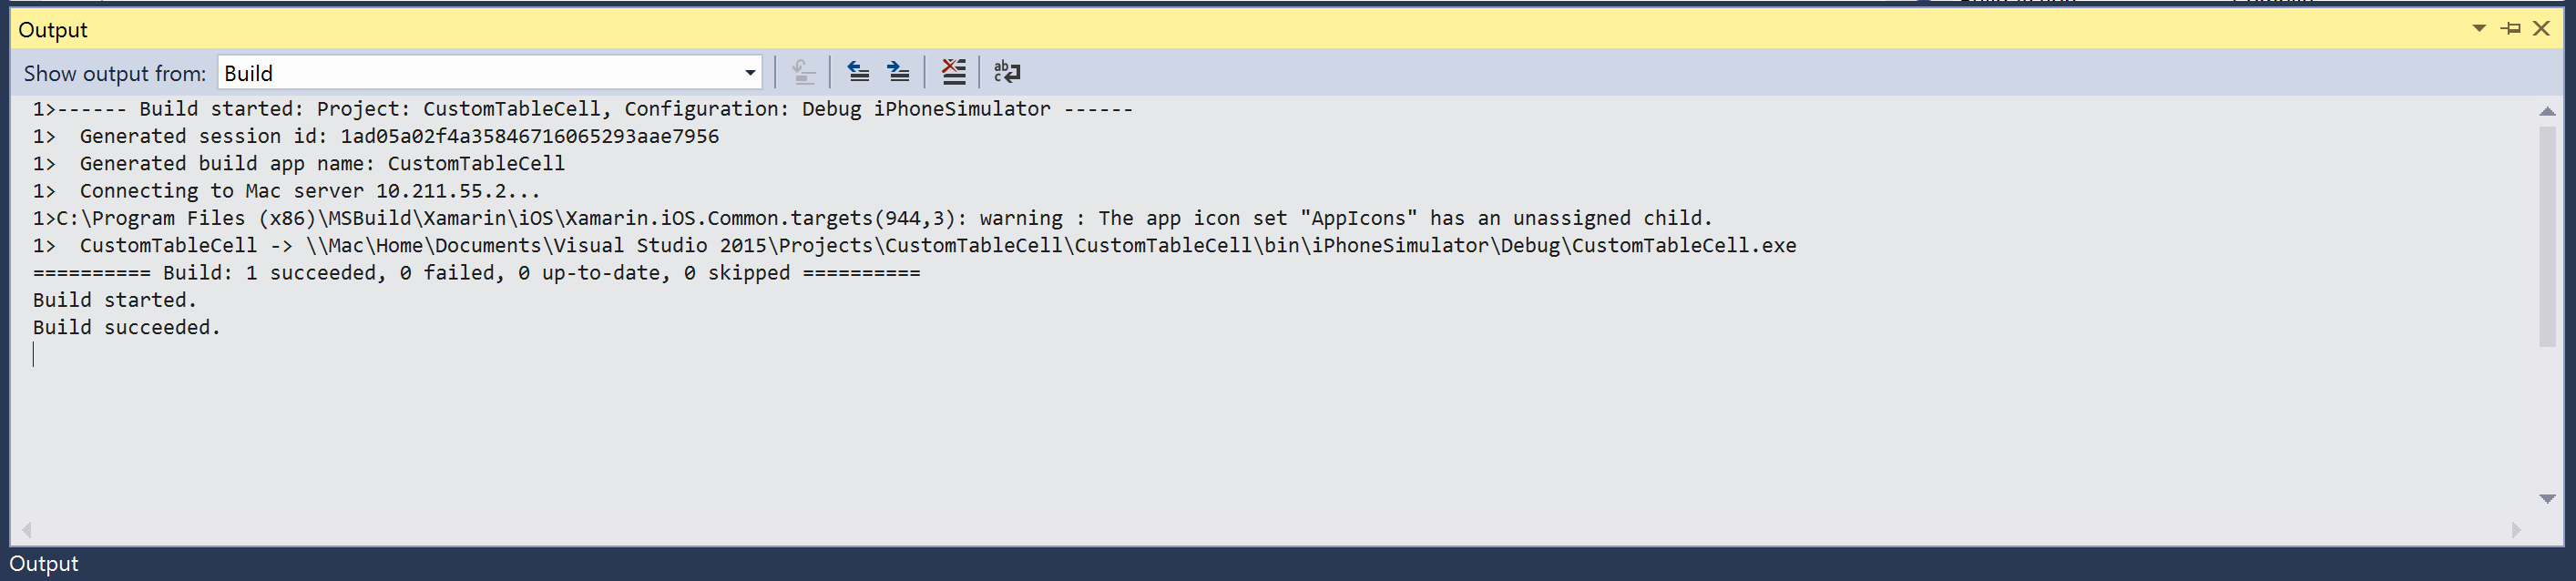 Output
Show output from: Build
1>------ Build started: Project: CustomTableCell, Configuration: Debug iPhoneSimulator ------
1>  Generated session id: 1ad05a02f4a35846716065293aae7956
1>  Generated build app name: CustomTableCell
1>  Connecting to Mac server 10.211.55.2...
1>C:\Program Files (x86)\MSBuild\Xamarin\iOS\Xamarin.iOS.Common.targets(944,3): warning : The app icon set "AppIcons" has an unassigned child.
1>  CustomTableCell -> \\Mac\Home\Documents\Visual Studio 2015\Projects\CustomTableCell\CustomTableCell\bin\iPhoneSimulator\Debug\CustomTableCell.exe
========== Build: 1 succeeded, 0 failed, 0 up-to-date, 0 skipped ==========
Build started.
Build succeeded.
Output